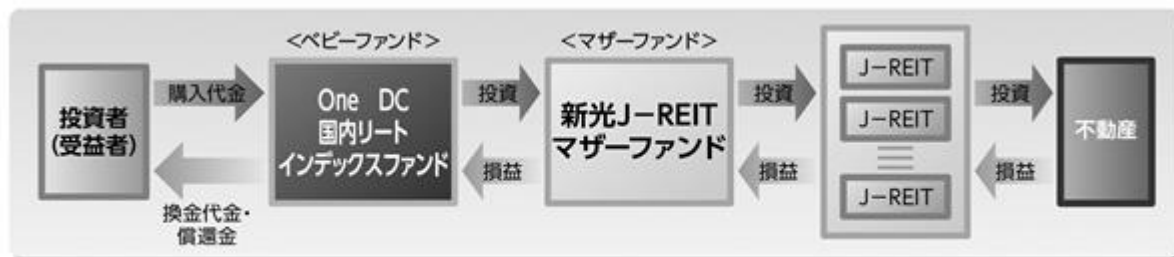 <ベビーファンド>
<マザーファンド>
投資者
(受益者)
購入代金
換金代金・
償還金
One DC
国内リート
インデックスファンド
投資
損益
新光J-REIT
マザーファンド
投資
損益
J-REIT
J-REIT
J-REIT
投資
損益
不動産